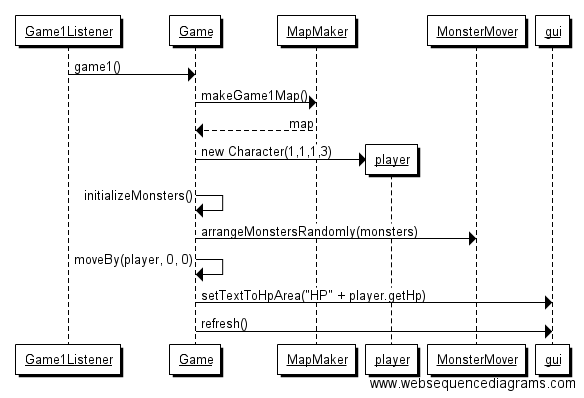 Game1Listener Game MapMaker MonsterMover gui
game1()
makeGame1Map()
map
new Character(1,1,1,3) player
initializeMonsters()
arrangeMonstersRandomly(monsters)
moveBy(player, 0, 0)
setTextToHpArea("HP" + player.getHp)
refresh()
Game1Listener Game MapMaker player MonsterMover gui
www.websequencediagrams.com